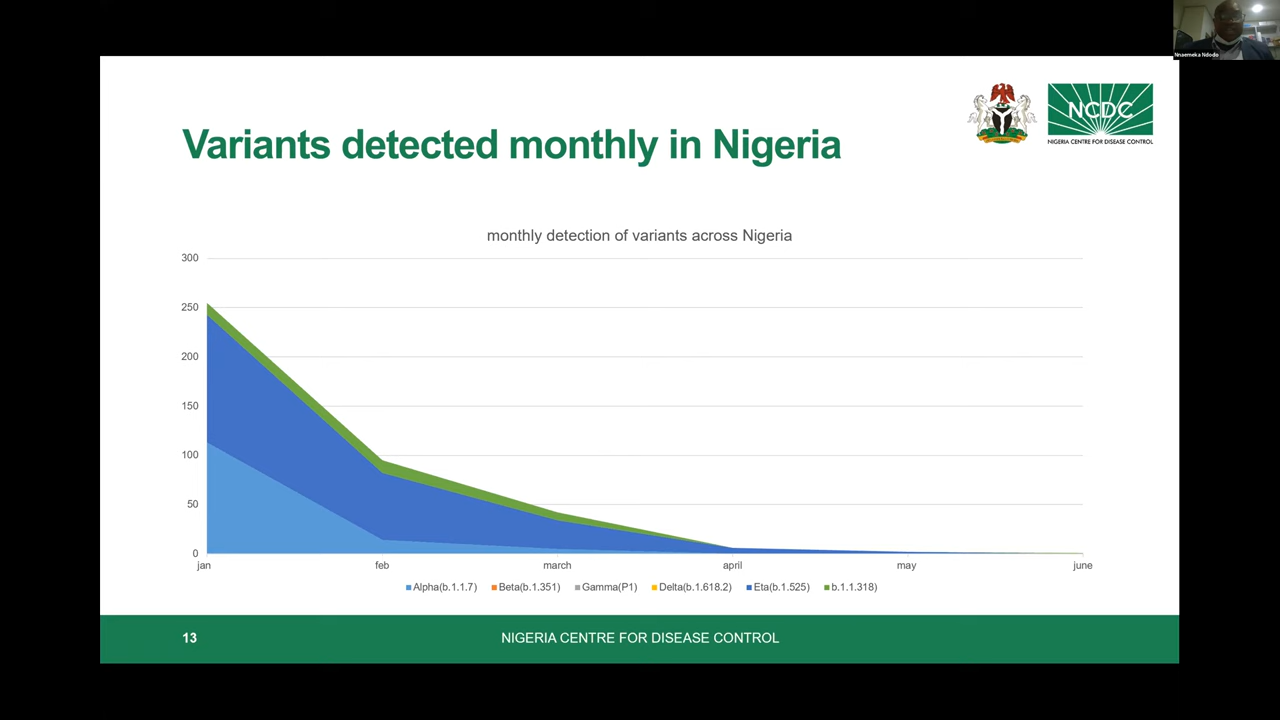 Nnaemeka Ndodo
NCDC
NIGERIA CENTRE FOR DISEASE CONTROL
Variants detected monthly in Nigeria
monthly detection of variants across Nigeria
300
250
200
150
100
50
0
jan feb march april may june
Alpha(b.1.1.7) Beta(b.1.351) Gamma(P1) Delta(b.1.618.2) Eta(b.1.525) b.1.1.318)
13 NIGERIA CENTRE FOR DISEASE CONTROL